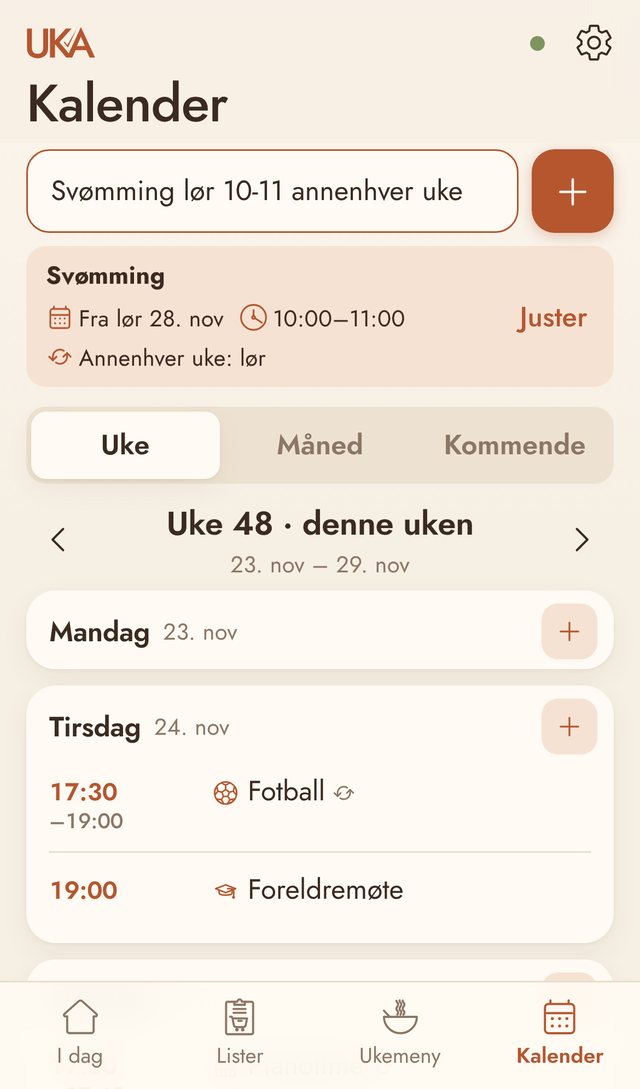 UKA
Kalender
Svømming lør 10-11 annenhver uke
Svømming
Fra lør 28. nov 10:00–11:00
Juster
Annenhver uke: lør
Uke Måned Kommende
Uke 48 · denne uken
23. nov – 29. nov
Mandag 23. nov
Tirsdag 24. nov
17:30 Fotball
–19:00
19:00 Foreldremøte
I dag Lister Ukemeny Kalender